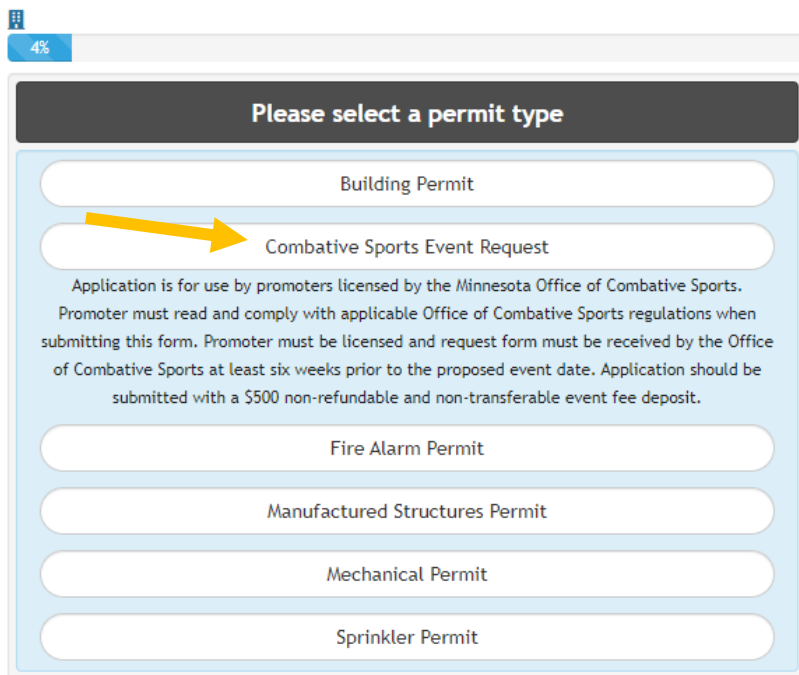 4%
Please select a permit type
Building Permit
Combative Sports Event Request
Application is for use by promoters licensed by the Minnesota Office of Combative Sports.
Promoter must read and comply with applicable Office of Combative Sports regulations when
submitting this form. Promoter must be licensed and request form must be received by the Office
of Combative Sports at least six weeks prior to the proposed event date. Application should be
submitted with a $500 non-refundable and non-transferable event fee deposit.
Fire Alarm Permit
Manufactured Structures Permit
Mechanical Permit
Sprinkler Permit